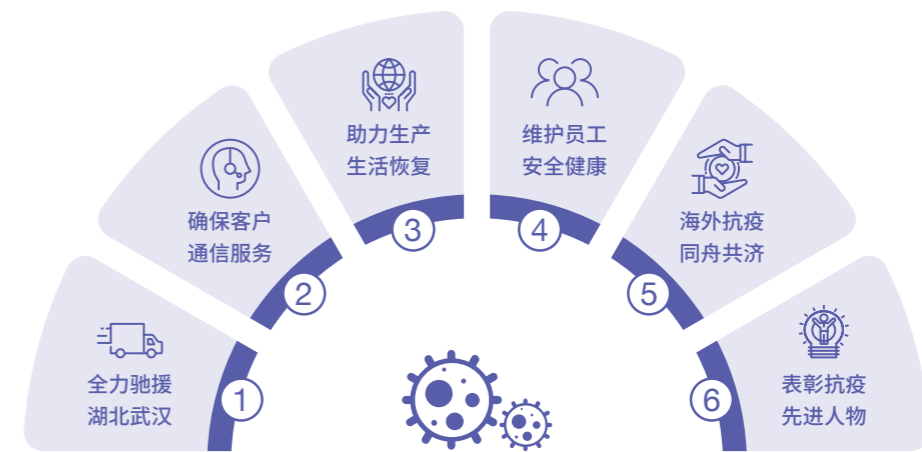 1
全力驰援
湖北武汉
2
确保客户
通信服务
3
助力生产
生活恢复
4
维护员工
安全健康
5
海外抗疫
同舟共济
6
表彰抗疫
先进人物